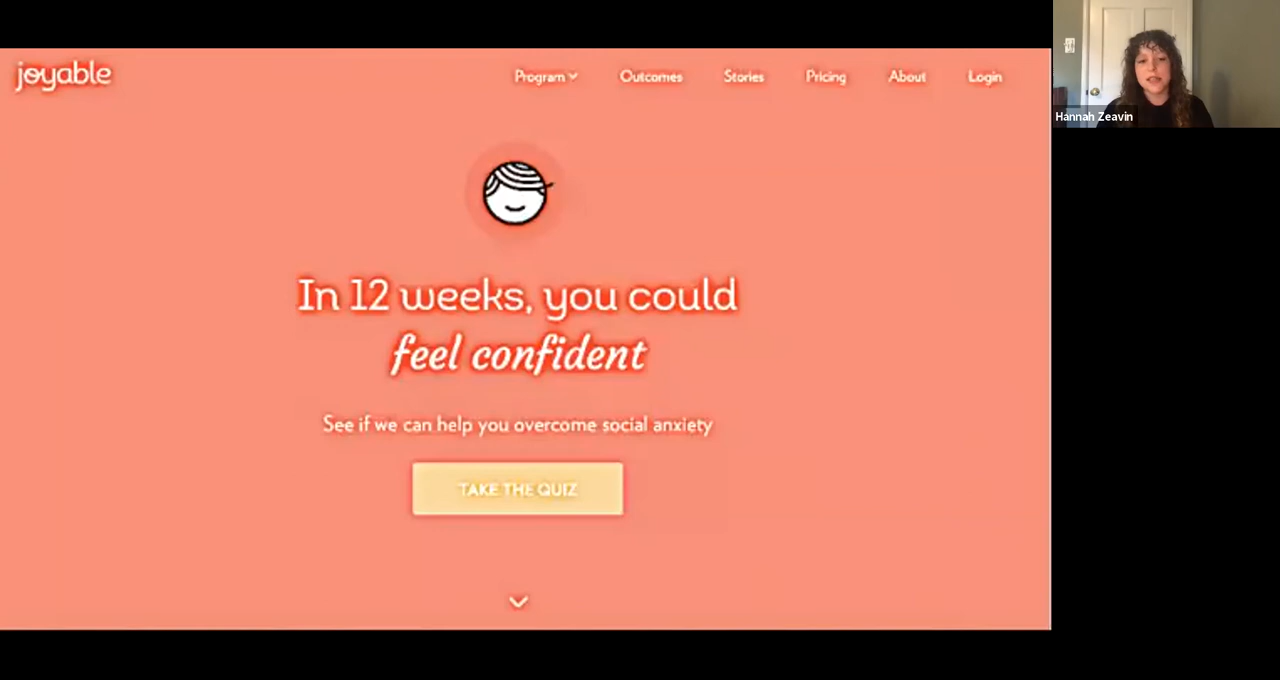 joyable
Program Outcomes Stories Pricing About Login
In 12 weeks, you could
feel confident
See if we can help you overcome social anxiety
TAKE THE QUIZ
Hannah Zeavin